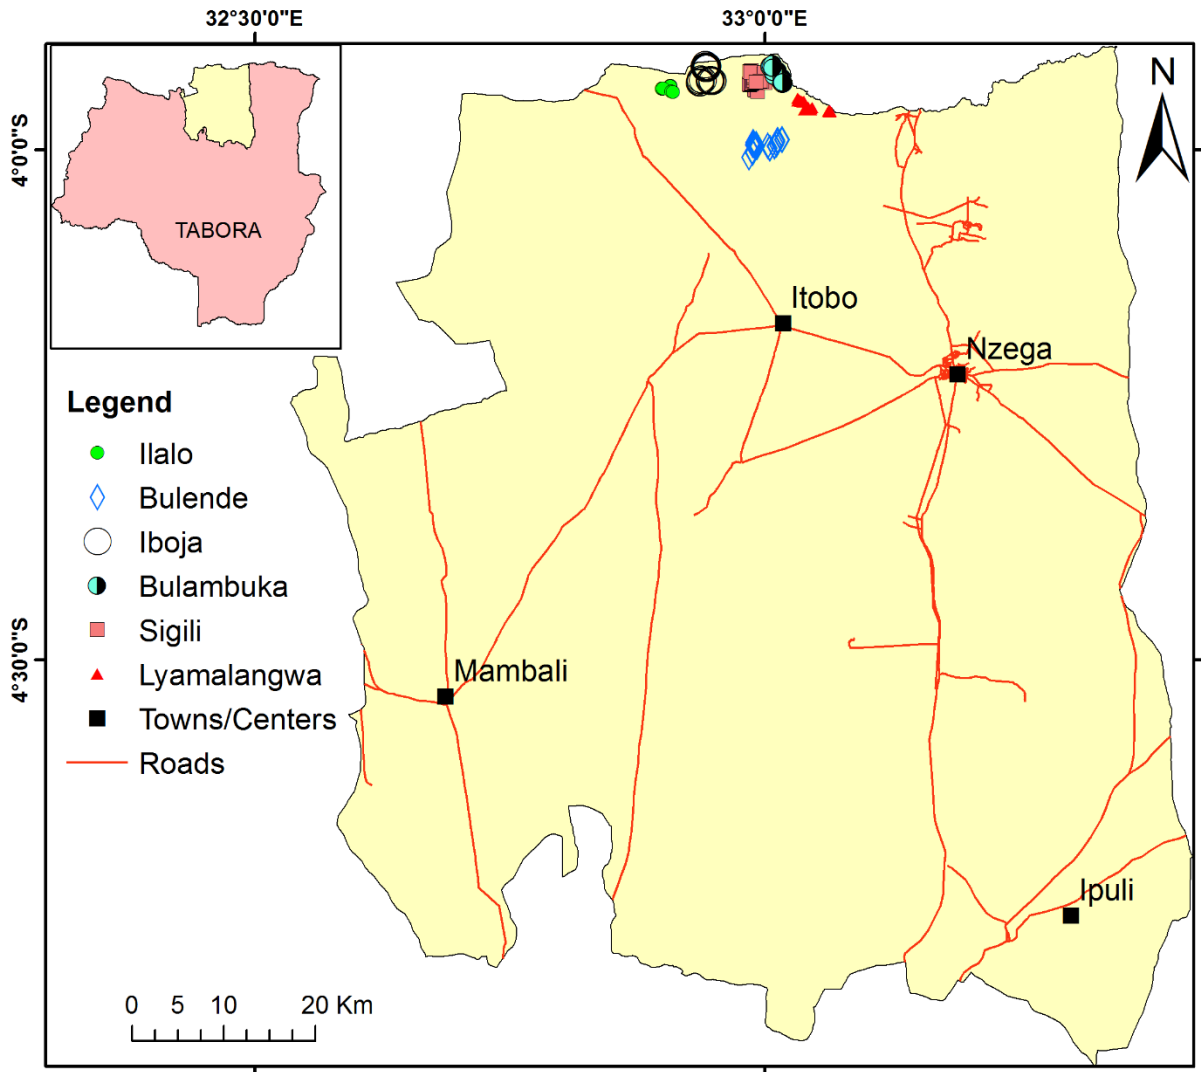 32°30'0"E
33°0'0"E
N
TABORA
4°0'0"S
Itobo
Nzega
Legend
Ilalo
Bulende
Iboja
Bulambuka
Sigili
Lyamalangwa
Towns/Centers
Roads
4°30'0"S
Mambali
Ipuli
0 5 10 20 Km